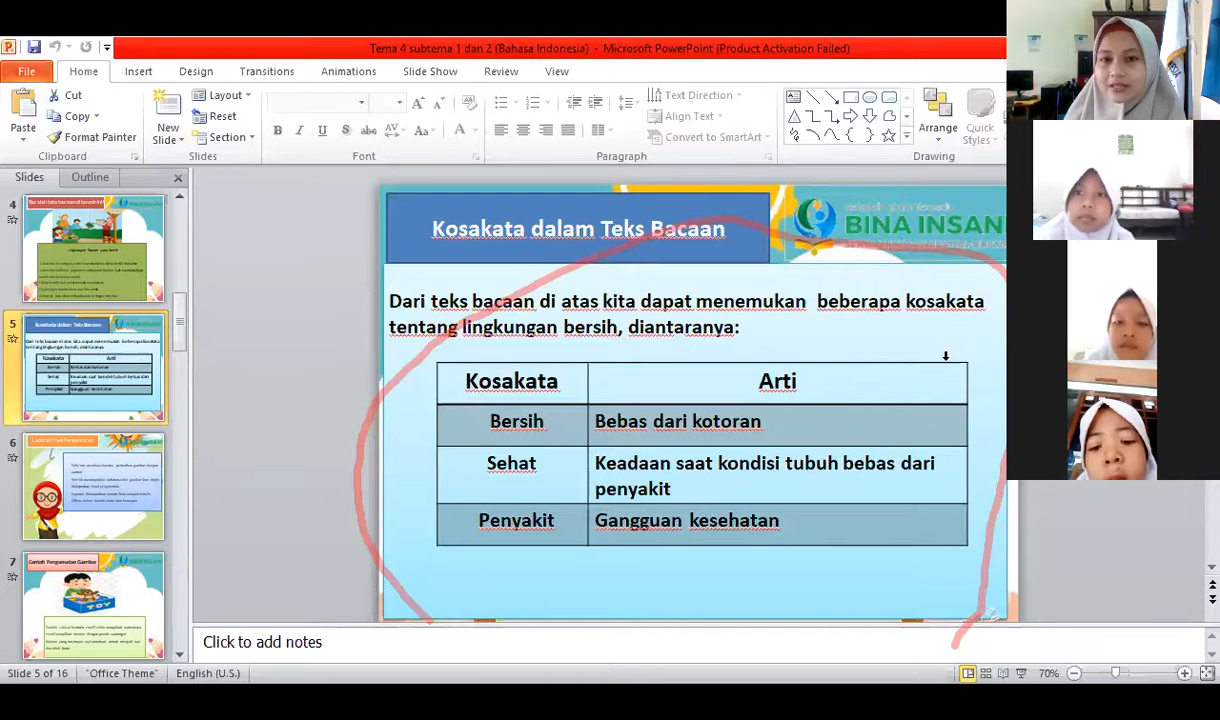 Tema 4 subtema 1 dan 2 (Bahasa Indonesia) - Microsoft PowerPoint (Product Activation Failed)
File Home Insert Design Transitions Animations Slide Show Review View
Cut
Copy
Format Painter
Paste
Clipboard
New Slide
Layout
Reset
Section
Slides
Font
Text Direction
Align Text
Convert to SmartArt
Paragraph
Arrange
Quick Styles
Drawing
Slides Outline
4
5
6
7
Kosakata dalam Teks Bacaan
BINA INSANI
Dari teks bacaan di atas kita dapat menemukan beberapa kosakata
tentang lingkungan bersih, diantaranya:
Kosakata Arti
Bersih Bebas dari kotoran
Sehat Keadaan saat kondisi tubuh bebas dari
penyakit
Penyakit Gangguan kesehatan
Click to add notes
Slide 5 of 16 "Office Theme" English (U.S.) 70%